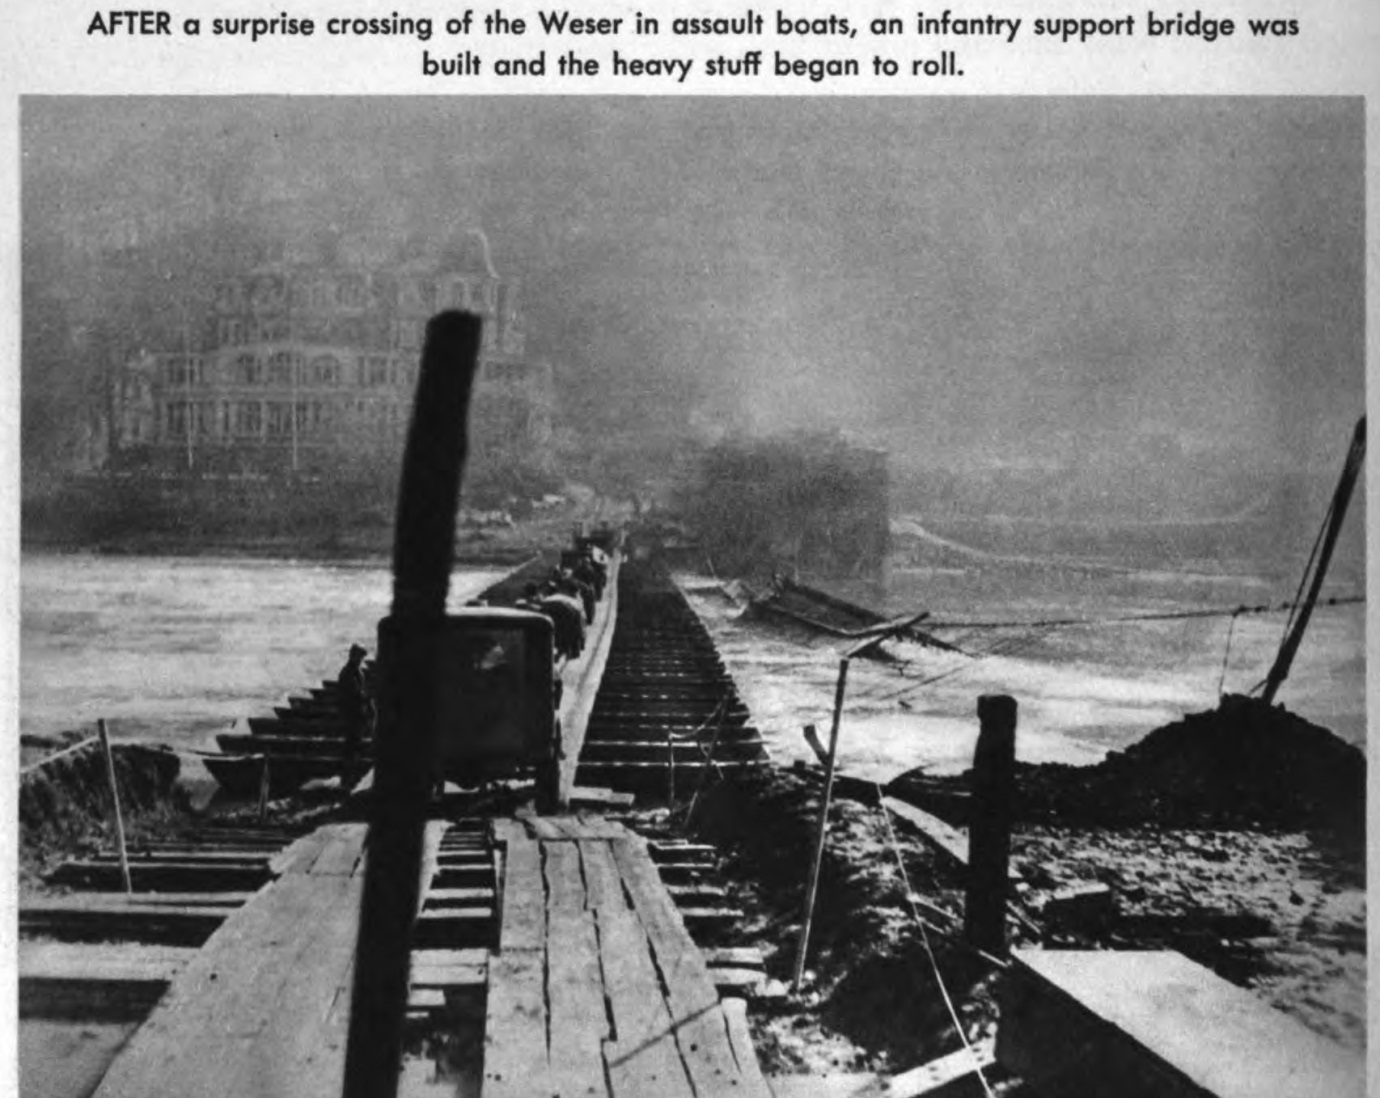 AFTER a surprise crossing of the Weser in assault boats, an infantry support bridge was
built and the heavy stuff began to roll.